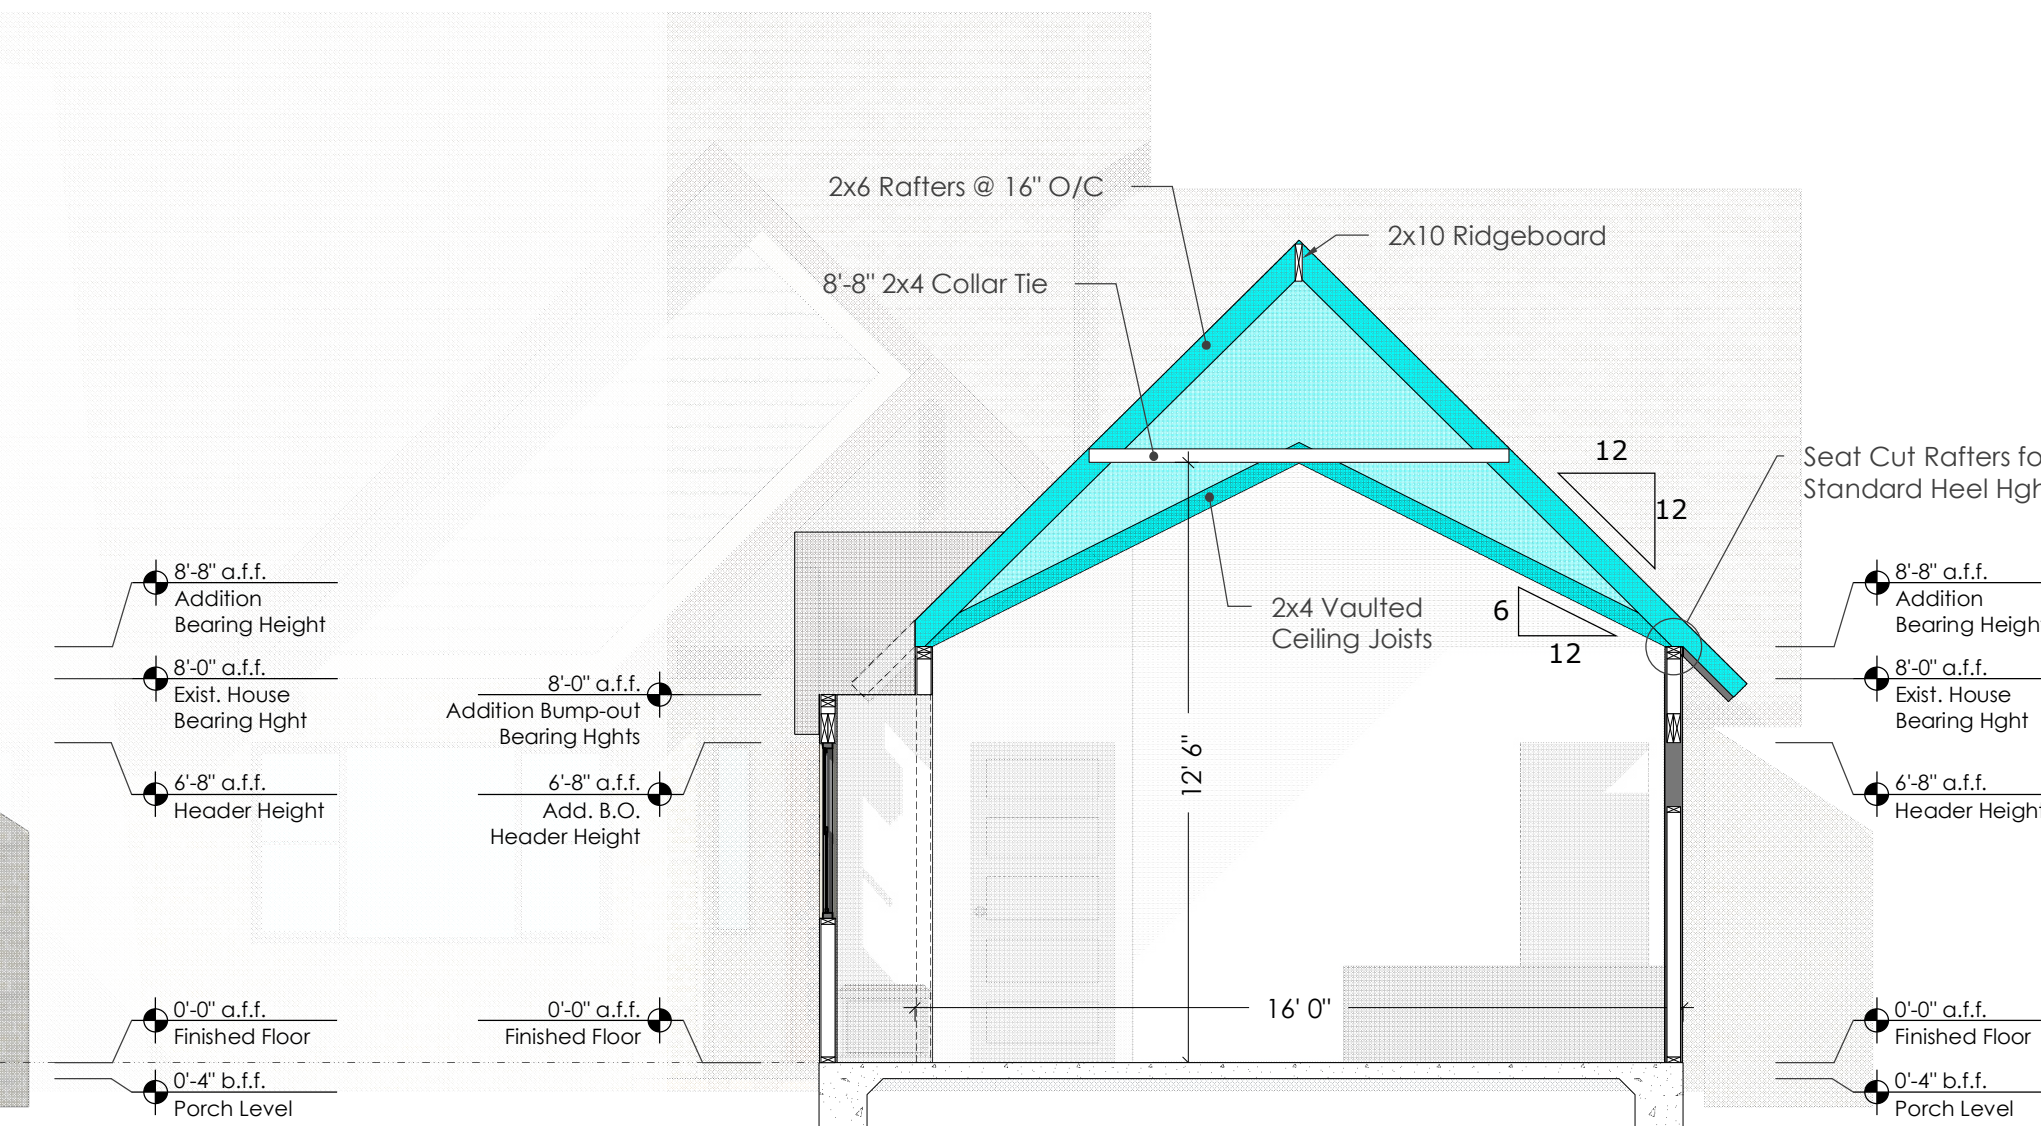 2x6 Rafters @ 16" O/C
2x10 Ridgeboard
8'-8" 2x4 Collar Tie
12
12
Seat Cut Rafters
Standard Heel
8'-8" a.f.f.
Addition
Bearing Height
8'-0" a.f.f.
Exist. House
Bearing Hght
6'-8" a.f.f.
Header Height
0'-0" a.f.f.
Finished Floor
0'-4" b.f.f.
Porch Level
8'-0" a.f.f.
Addition Bump-out
Bearing Hghts
6'-8" a.f.f.
Add. B.O.
Header Height
0'-0" a.f.f.
Finished Floor
2x4 Vaulted
Ceiling Joists
6
12
12' 6"
16' 0"
8'-8" a.f.f.
Addition
Bearing Height
8'-0" a.f.f.
Exist. House
Bearing Hght
6'-8" a.f.f.
Header Height
0'-0" a.f.f.
Finished Floor
0'-4" b.f.f.
Porch Level